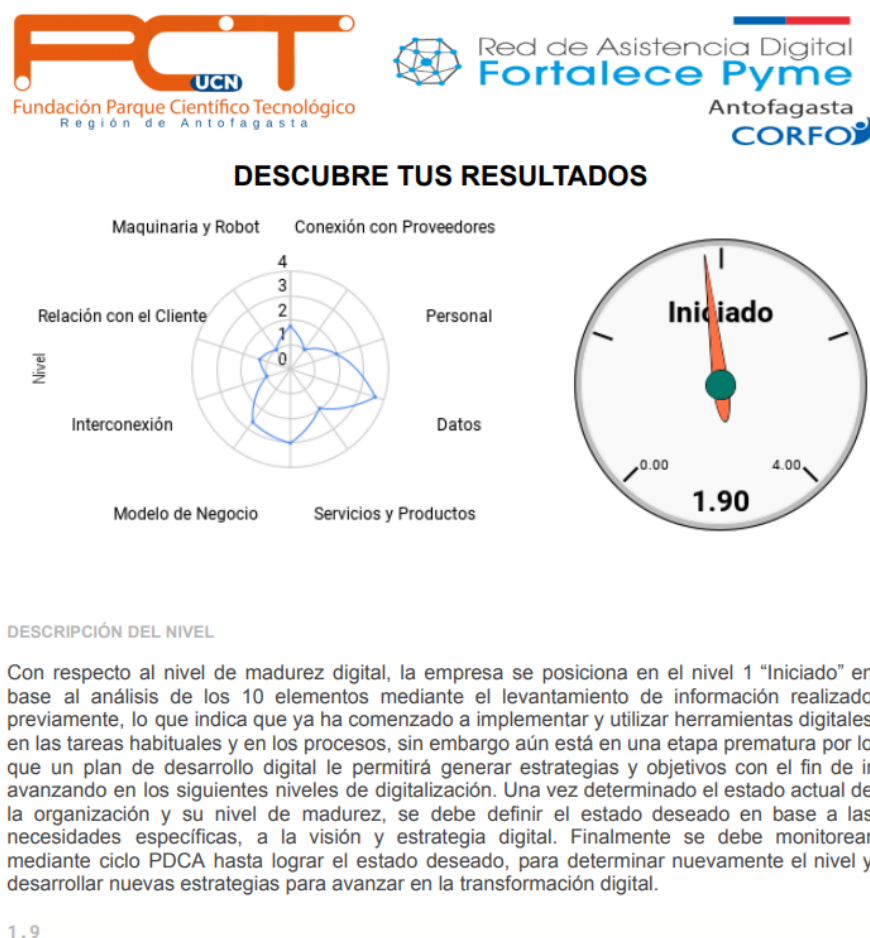 PCT
UCN
Fundación Parque Científico Tecnológico
Región de Antofagasta
Red de Asistencia Digital
Fortalece Pyme
Antofagasta
CORFO
DESCUBRE TUS RESULTADOS
Maquinaria y Robot
Conexión con Proveedores
4
3
2
1
0
Relación con el Cliente
Personal
Nivel
Interconexión
Datos
Modelo de Negocio
Servicios y Productos
Iniciado
0.00
4.00
1.90
DESCRIPCIÓN DEL NIVEL
Con respecto al nivel de madurez digital, la empresa se posiciona en el nivel 1 “Iniciado” en
base al análisis de los 10 elementos mediante el levantamiento de información realizado
previamente, lo que indica que ya ha comenzado a implementar y utilizar herramientas digitales
en las tareas habituales y en los procesos, sin embargo aún está en una etapa prematura por lo
que un plan de desarrollo digital le permitirá generar estrategias y objetivos con el fin de ir
avanzando en los siguientes niveles de digitalización. Una vez determinado el estado actual de
la organización y su nivel de madurez, se debe definir el estado deseado en base a las
necesidades específicas, a la visión y estrategia digital. Finalmente se debe monitorear
mediante ciclo PDCA hasta lograr el estado deseado, para determinar nuevamente el nivel y
desarrollar nuevas estrategias para avanzar en la transformación digital.
1.9